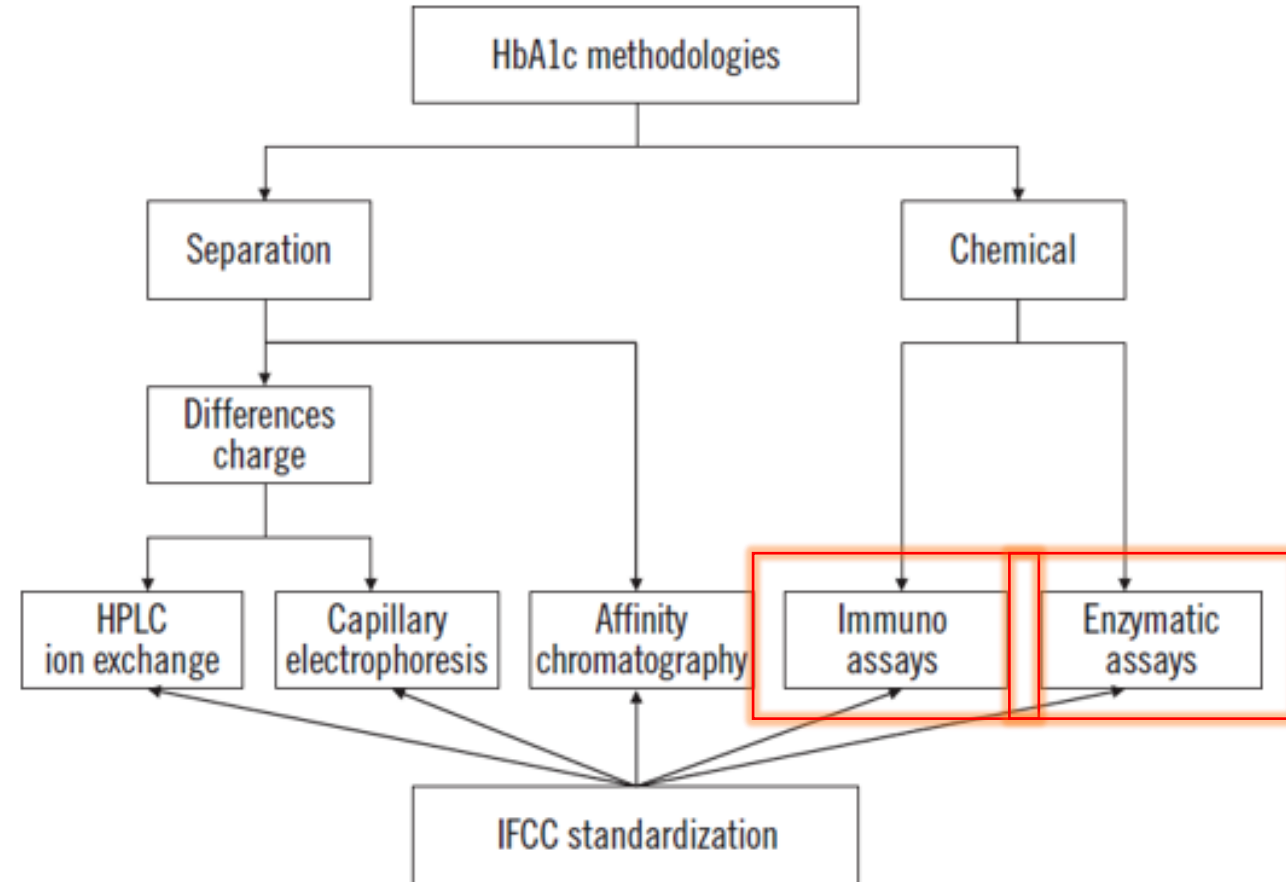 HbA1c methodologies
Separation
Chemical
Differences
charge
HPLC
ion exchange
Capillary
electrophoresis
Affinity
chromatography
Immuno
assays
Enzymatic
assays
IFCC standardization